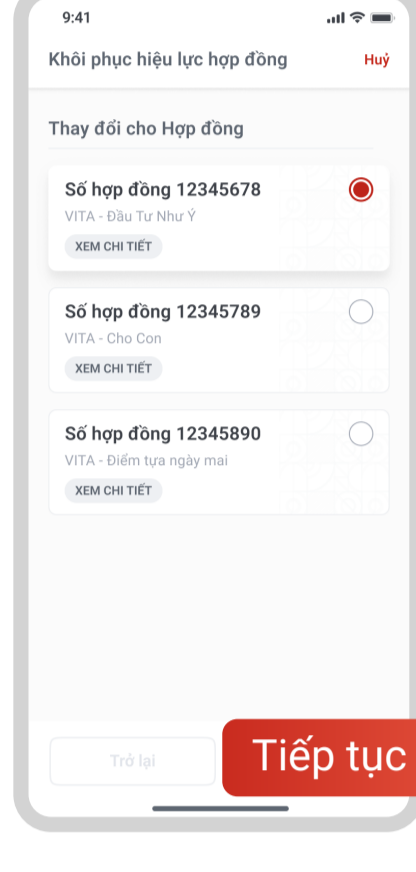 9:41
Khôi phục hiệu lực hợp đồng
Huỷ
Thay đổi cho Hợp đồng
Số hợp đồng 12345678
VITA - Đầu Tư Như Ý
XEM CHI TIẾT
Số hợp đồng 12345789
VITA - Cho Con
XEM CHI TIẾT
Số hợp đồng 12345890
VITA - Điểm tựa ngày mai
XEM CHI TIẾT
Trở lại
Tiếp tục